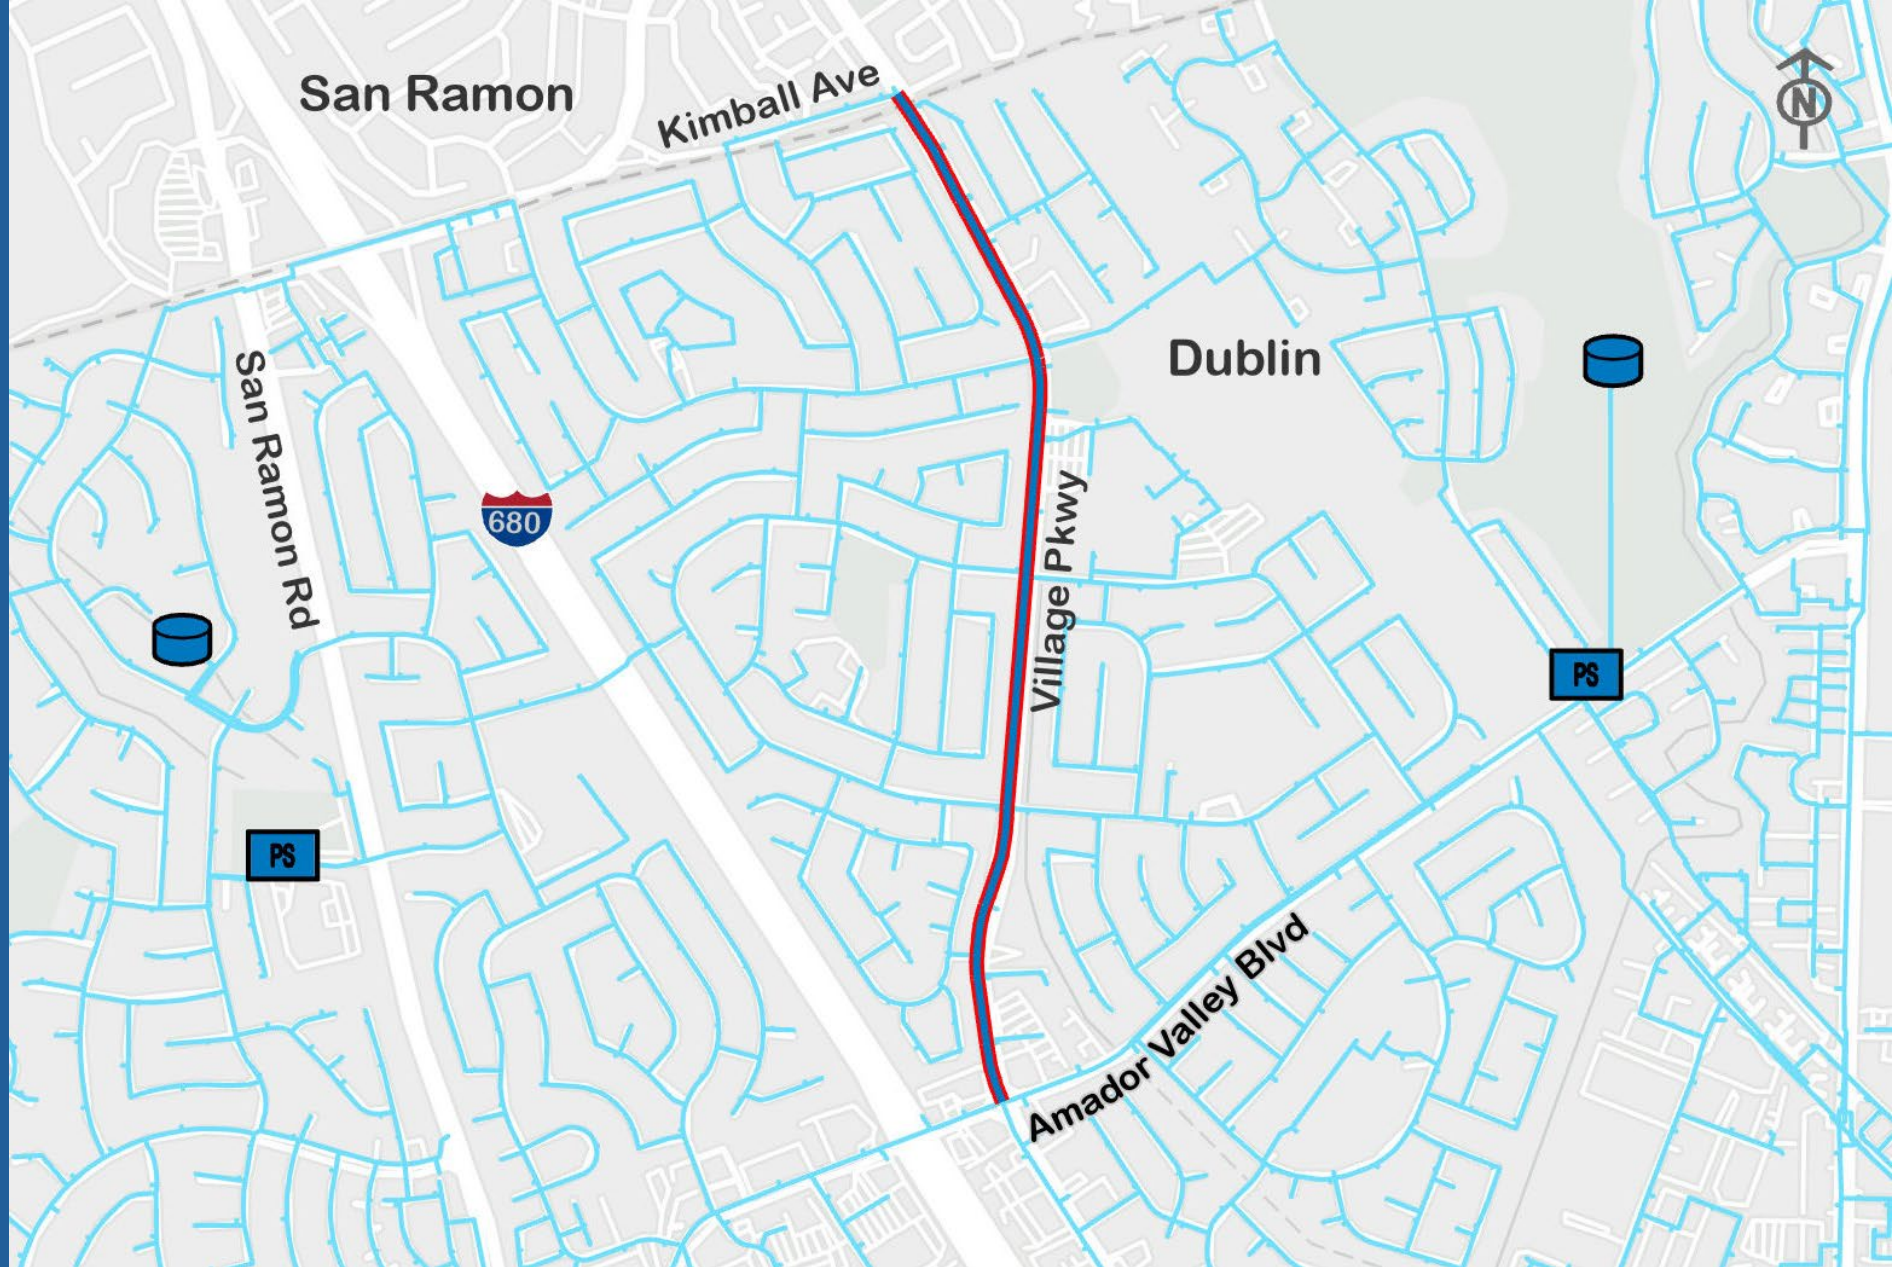 San Ramon
Kimball Ave
N
Dublin
San Ramon Rd
680
Village Pkwy
PS
PS
Amador Valley Blvd